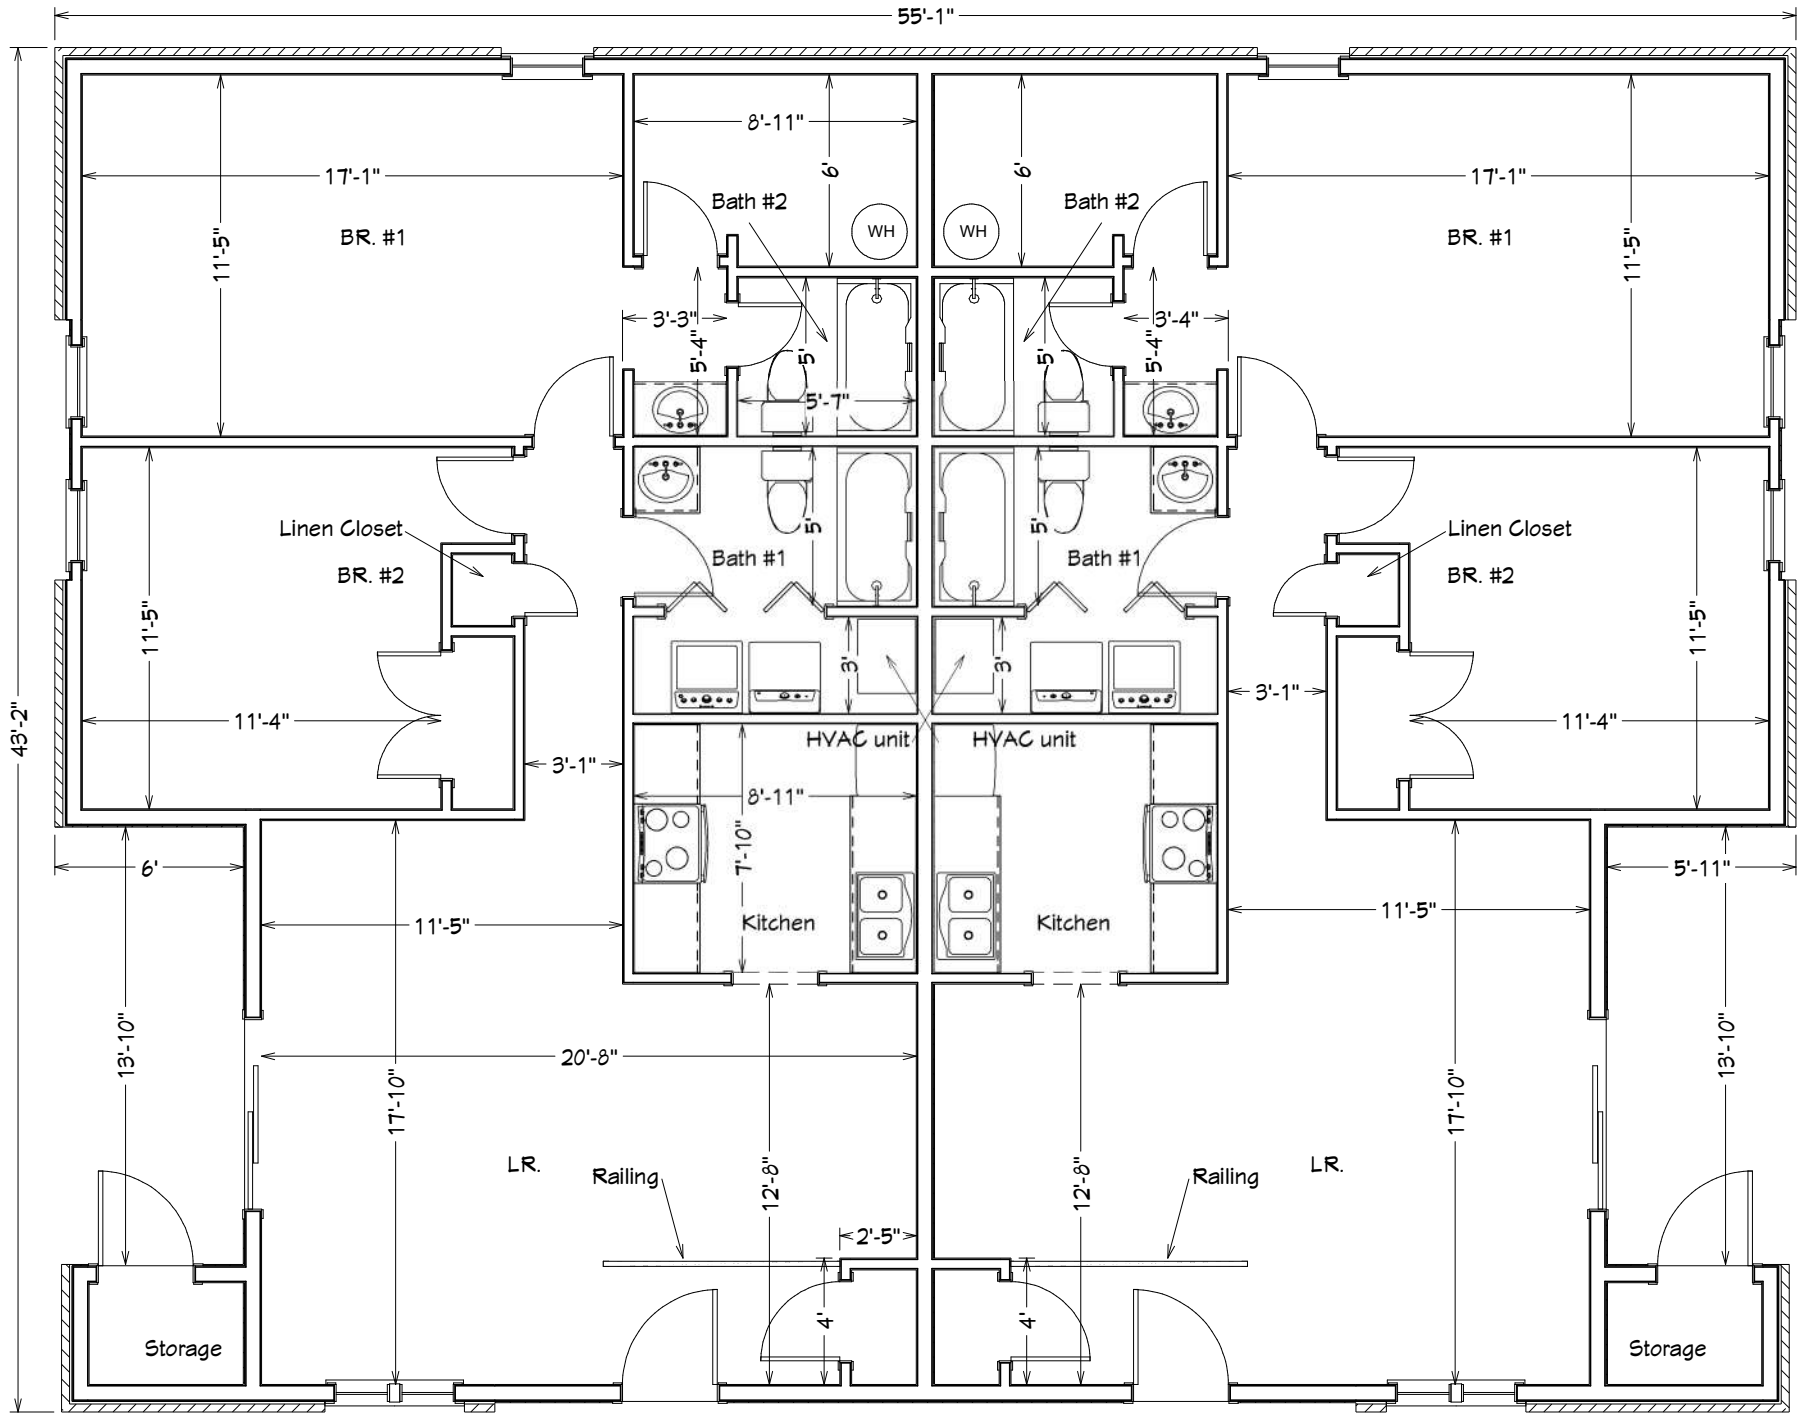 55'-1"
8'-11"
17'-1"
17'-1"
6'
6'
Bath #2
Bath #2
WH
WH
BR. #1
BR. #1
11'-5"
11'-5"
3'-3"
3'-4"
5'-4"
5'
5'
5'-4"
5'-7"
Linen Closet
5'
5'
Linen Closet
Bath #1
Bath #1
BR. #2
BR. #2
11'-5"
11'-5"
3'
3'
3'-1"
11'-4"
11'-4"
43'-2"
HVAC unit
HVAC unit
3'-1"
8'-11"
7'-10"
6'
5'-11"
11'-5"
Kitchen
Kitchen
11'-5"
13'-10"
13'-10"
20'-8"
17'-10"
17'-10"
LR.
LR.
Railing
Railing
12'-8"
12'-8"
2'-5"
4'
4'
Storage
Storage